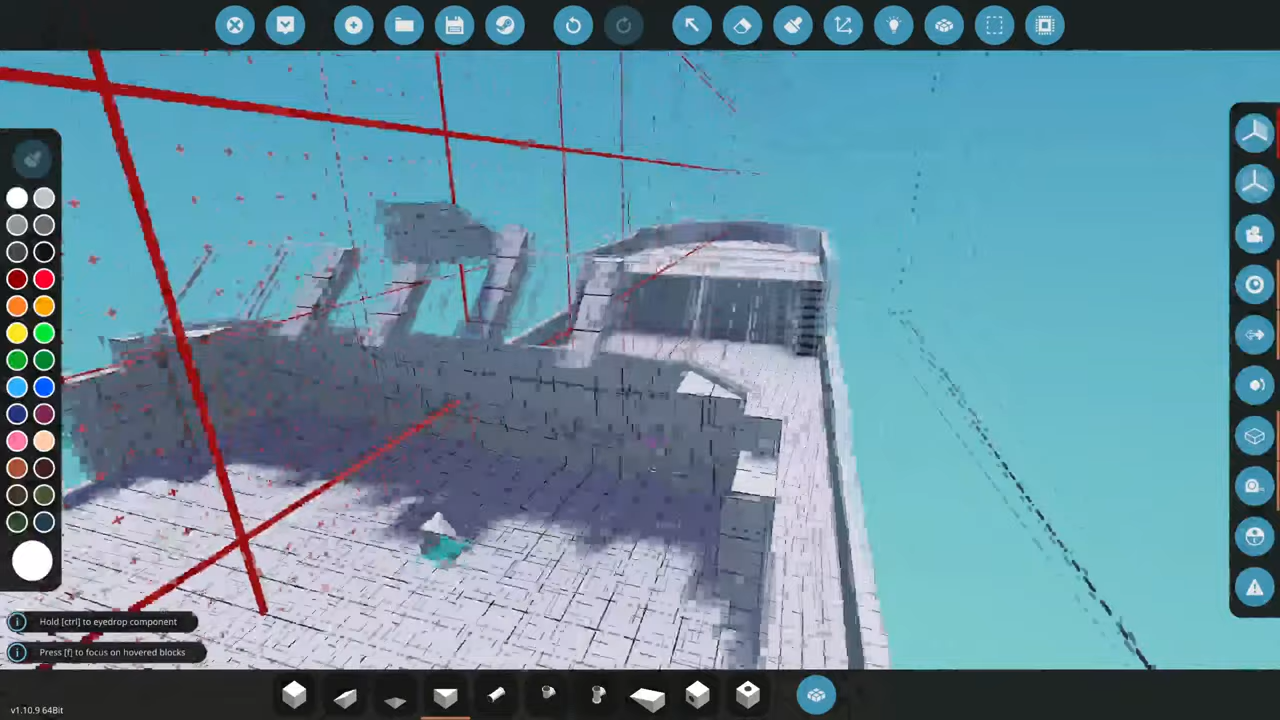 Hold [ctrl] to eyedrop component
Press [f] to focus on hovered blocks
v1.10.9 64Bit